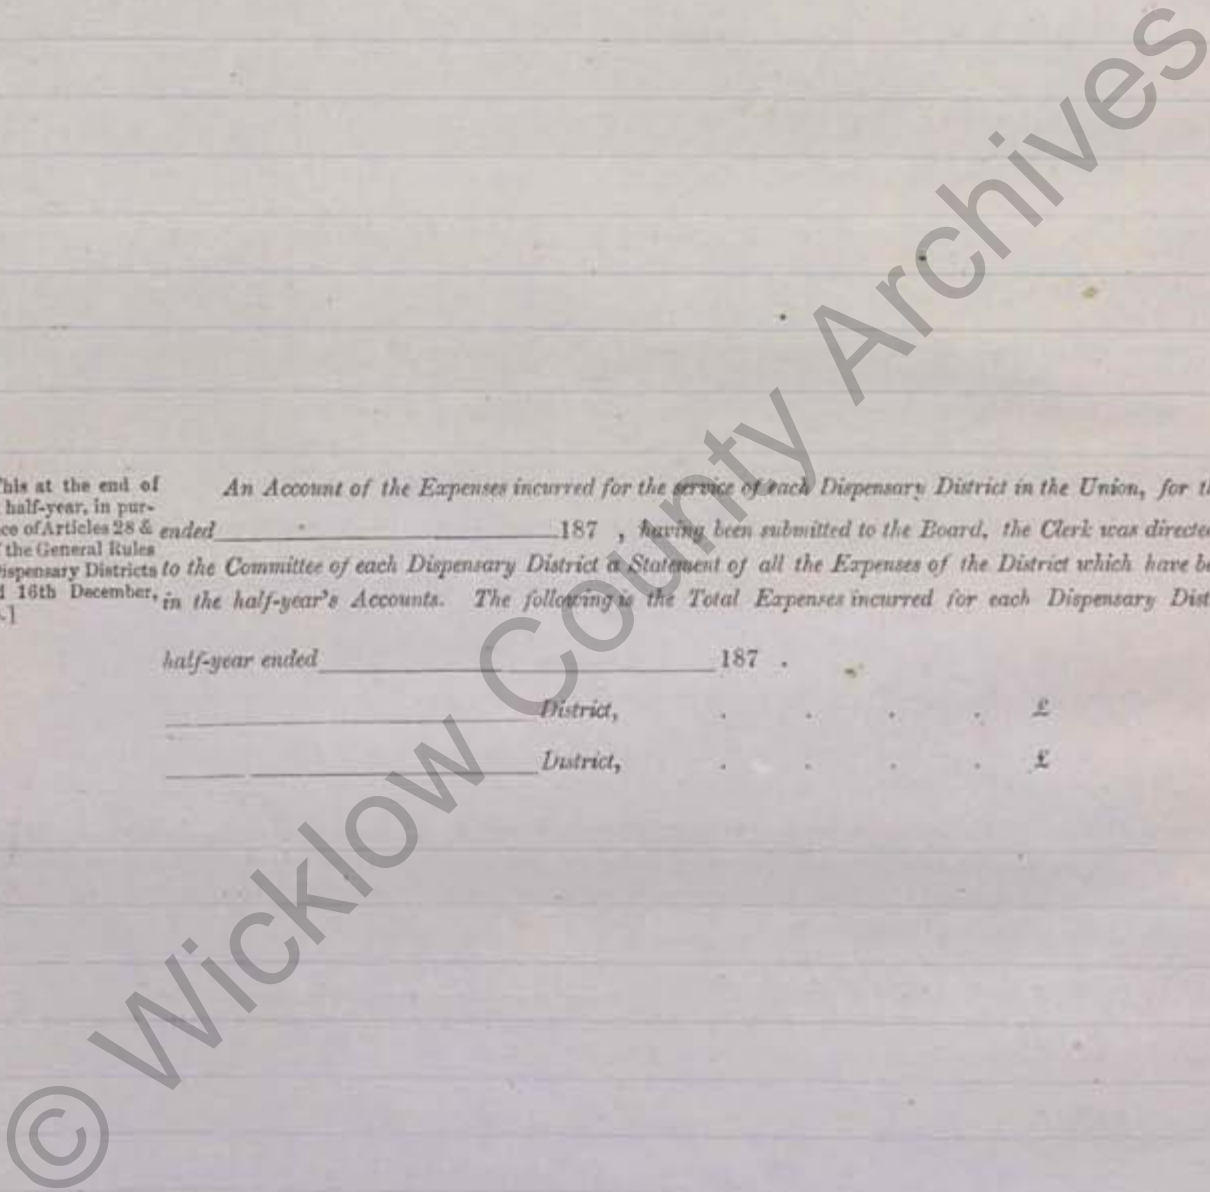 his at the end of
half-year, in pur-
ce of Articles 28 &
the General Rules
ispensary Districts
16th December,
.]
An Account of the Expenses incurred for the service of each Dispensary District in the Union, for th
ended 187 , having been submitted to the Board, the Clerk was directe
to the Committee of each Dispensary District a Statement of all the Expenses of the District which have be
in the half-year's Accounts. The following is the Total Expenses incurred for each Dispensary Dist
half-year ended 187 .
District, . . . . £
District, . . . . £
© Wicklow County Archives